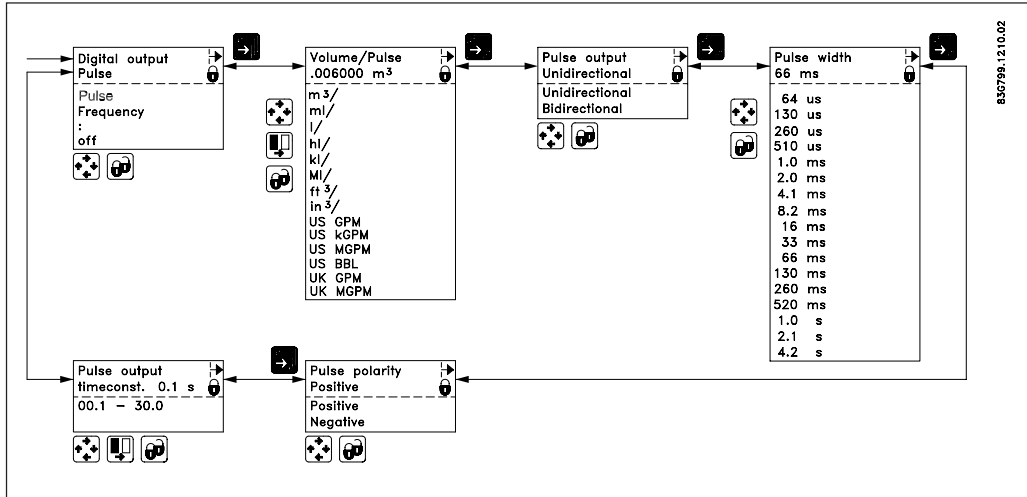 Digital output
Pulse
Pulse
Frequency
:
off
Volume/Pulse
.006000 m³
m³/
ml/
l/
hl/
kl/
Ml/
ft³/
in³/
US GPM
US kGPM
US MGPM
US BBL
UK GPM
UK MGPM
Pulse output
Unidirectional
Unidirectional
Bidirectional
Pulse width
66 ms
64 us
130 us
260 us
510 us
1.0 ms
2.0 ms
4.1 ms
8.2 ms
16 ms
33 ms
66 ms
130 ms
260 ms
520 ms
1.0 s
2.1 s
4.2 s
83G799.1210.02
Pulse output
timeconst. 0.1 s
00.1 – 30.0
Pulse polarity
Positive
Positive
Negative